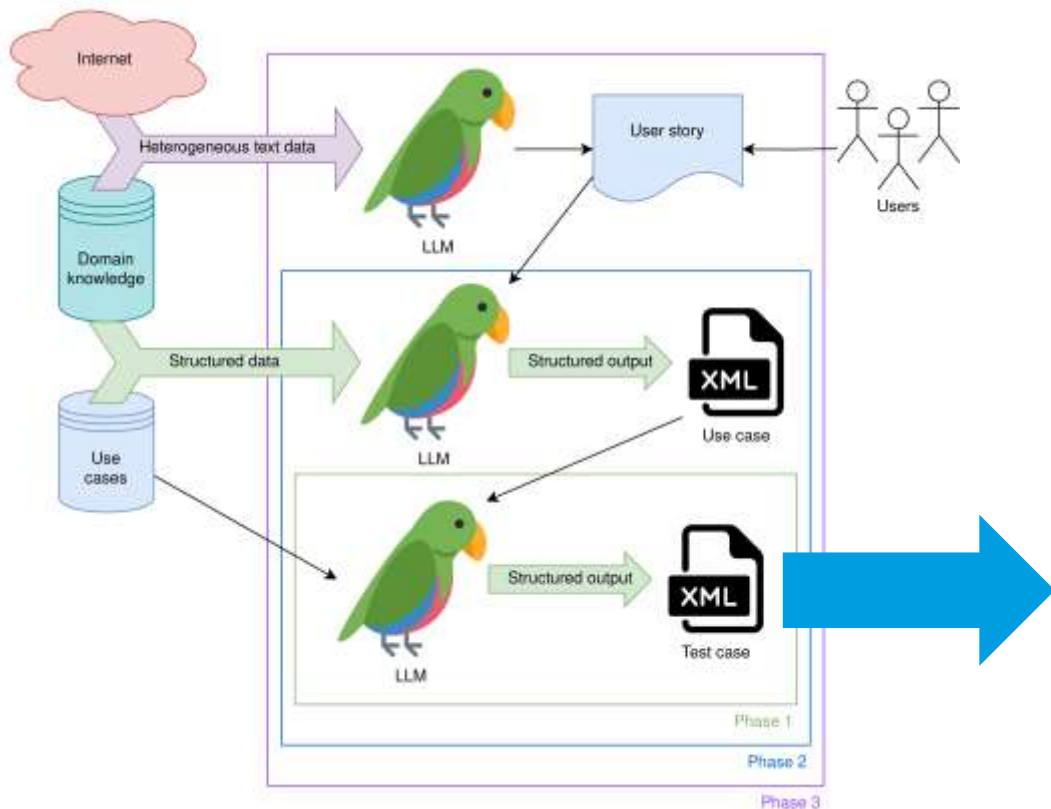 Internet
Heterogeneous text data
User story
Users
LLM
Domain
knowledge
Structured data
Structured output
XML
Use case
LLM
Use
cases
Structured output
XML
Test case
LLM
Phase 1
Phase 2
Phase 3